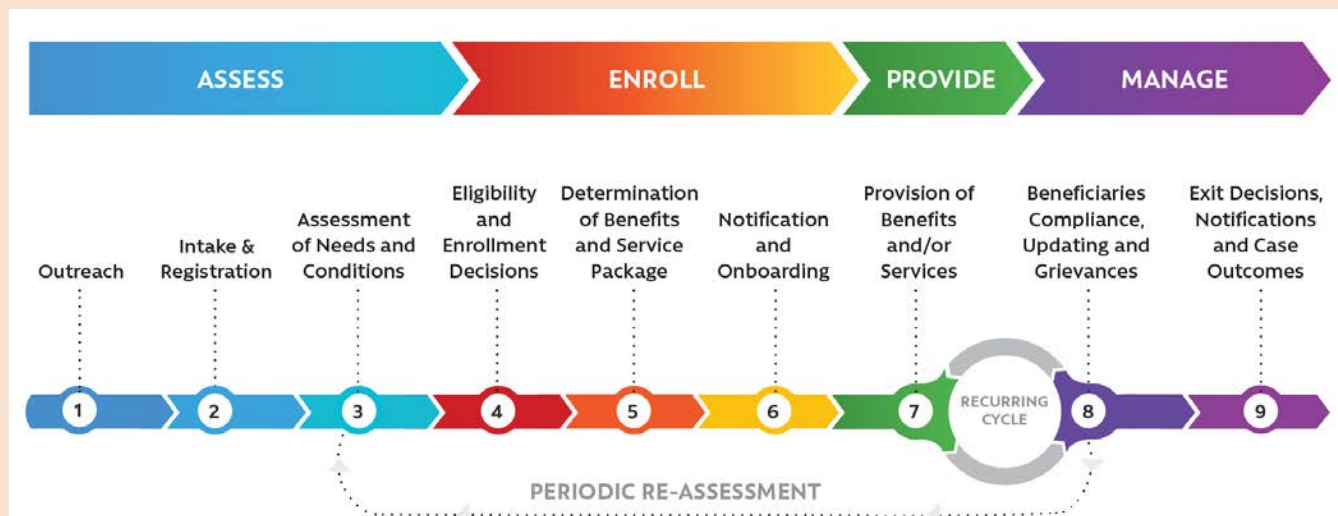 ASSESS
ENROLL
PROVIDE
MANAGE
Outreach
Intake &
Registration
Assessment
of Needs and
Conditions
Eligibility
and
Enrollment
Decisions
Determination
of Benefits
and Service
Package
Notification
and
Onboarding
Provision of
Benefits
and/or
Services
Beneficiaries
Compliance,
Updating and
Grievances
Exit Decisions,
Notifications
and Case
Outcomes
1
2
3
4
5
6
7
RECURRING
CYCLE
8
9
PERIODIC RE-ASSESSMENT